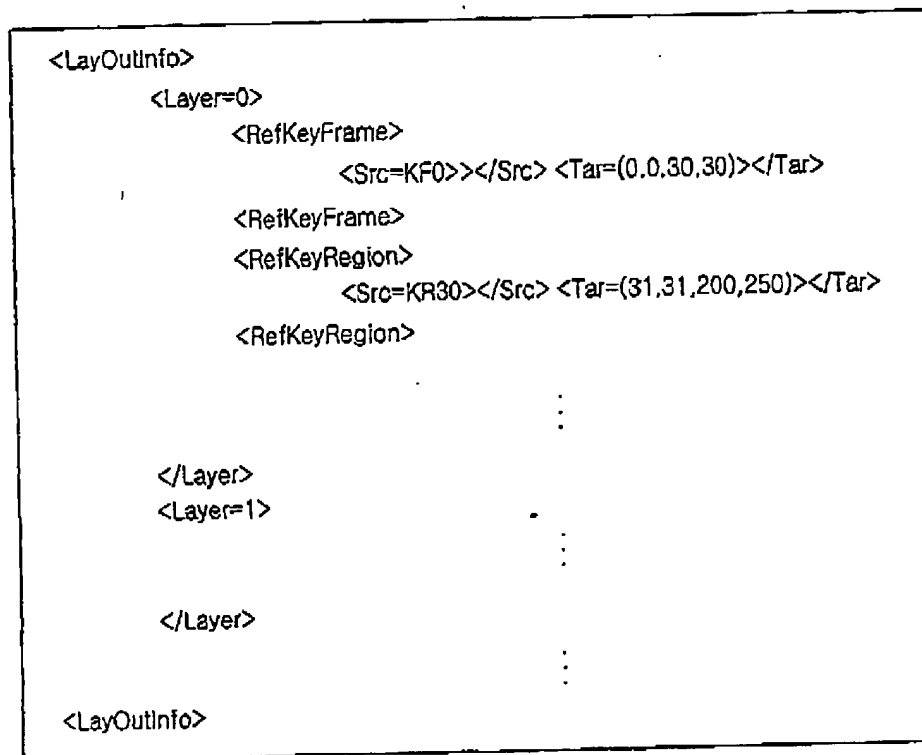 <LayOutInfo>
<Layer=0>
<RefKeyFrame>
<Src=KF0>></Src> <Tar=(0.0,30,30)></Tar>
<RefKeyFrame>
<RefKeyRegion>
<Src=KR30></Src> <Tar=(31,31,200,250)></Tar>
<RefKeyRegion>
</Layer>
<Layer=1>
</Layer>
<LayOutInfo>